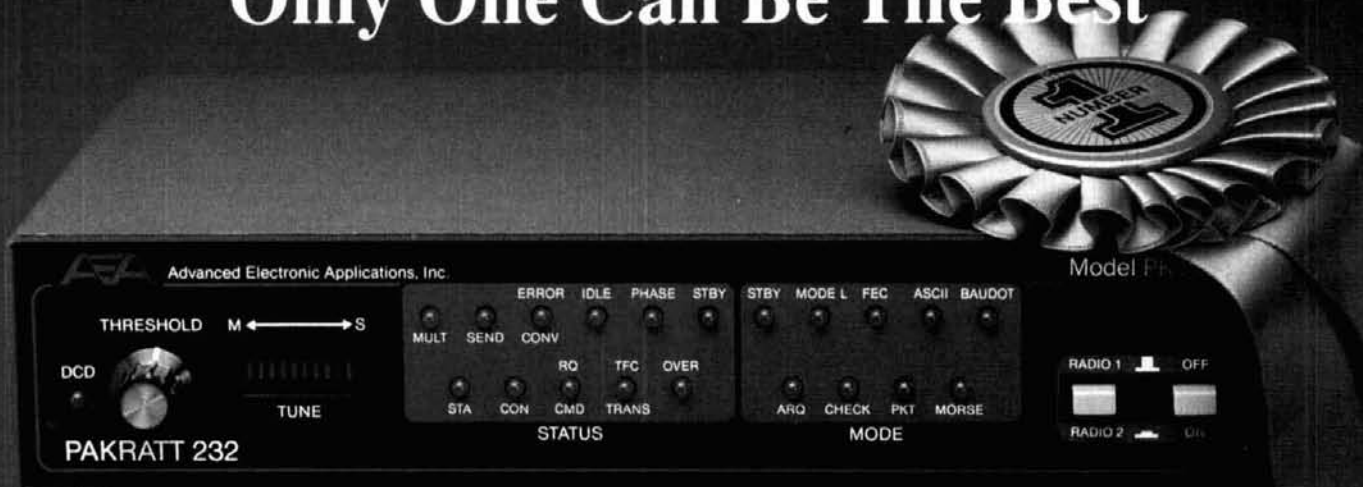 Only One Can Be The Best
NUMBER
1
AEA
Advanced Electronic Applications, Inc.
Model
THRESHOLD M S
DCD
TUNE
PAKRATT 232
ERROR IDLE PHASE STBY
MULT SEND CONV
RQ TFC OVER
STA CON CMD TRANS
STATUS
STBY MODE L FEC ASCII BAUDOT
ARQ CHECK PKT MORSE
MODE
RADIO 1 OFF
RADIO 2 ON